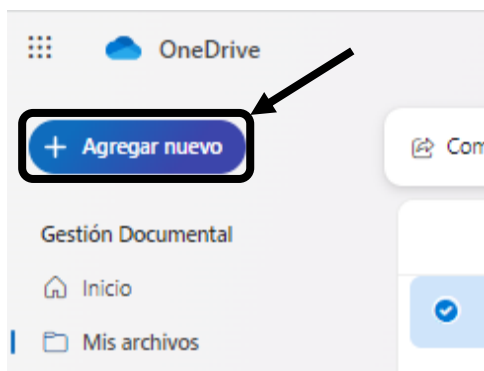 OneDrive
Agregar nuevo
Gestión Documental
Inicio
Mis archivos